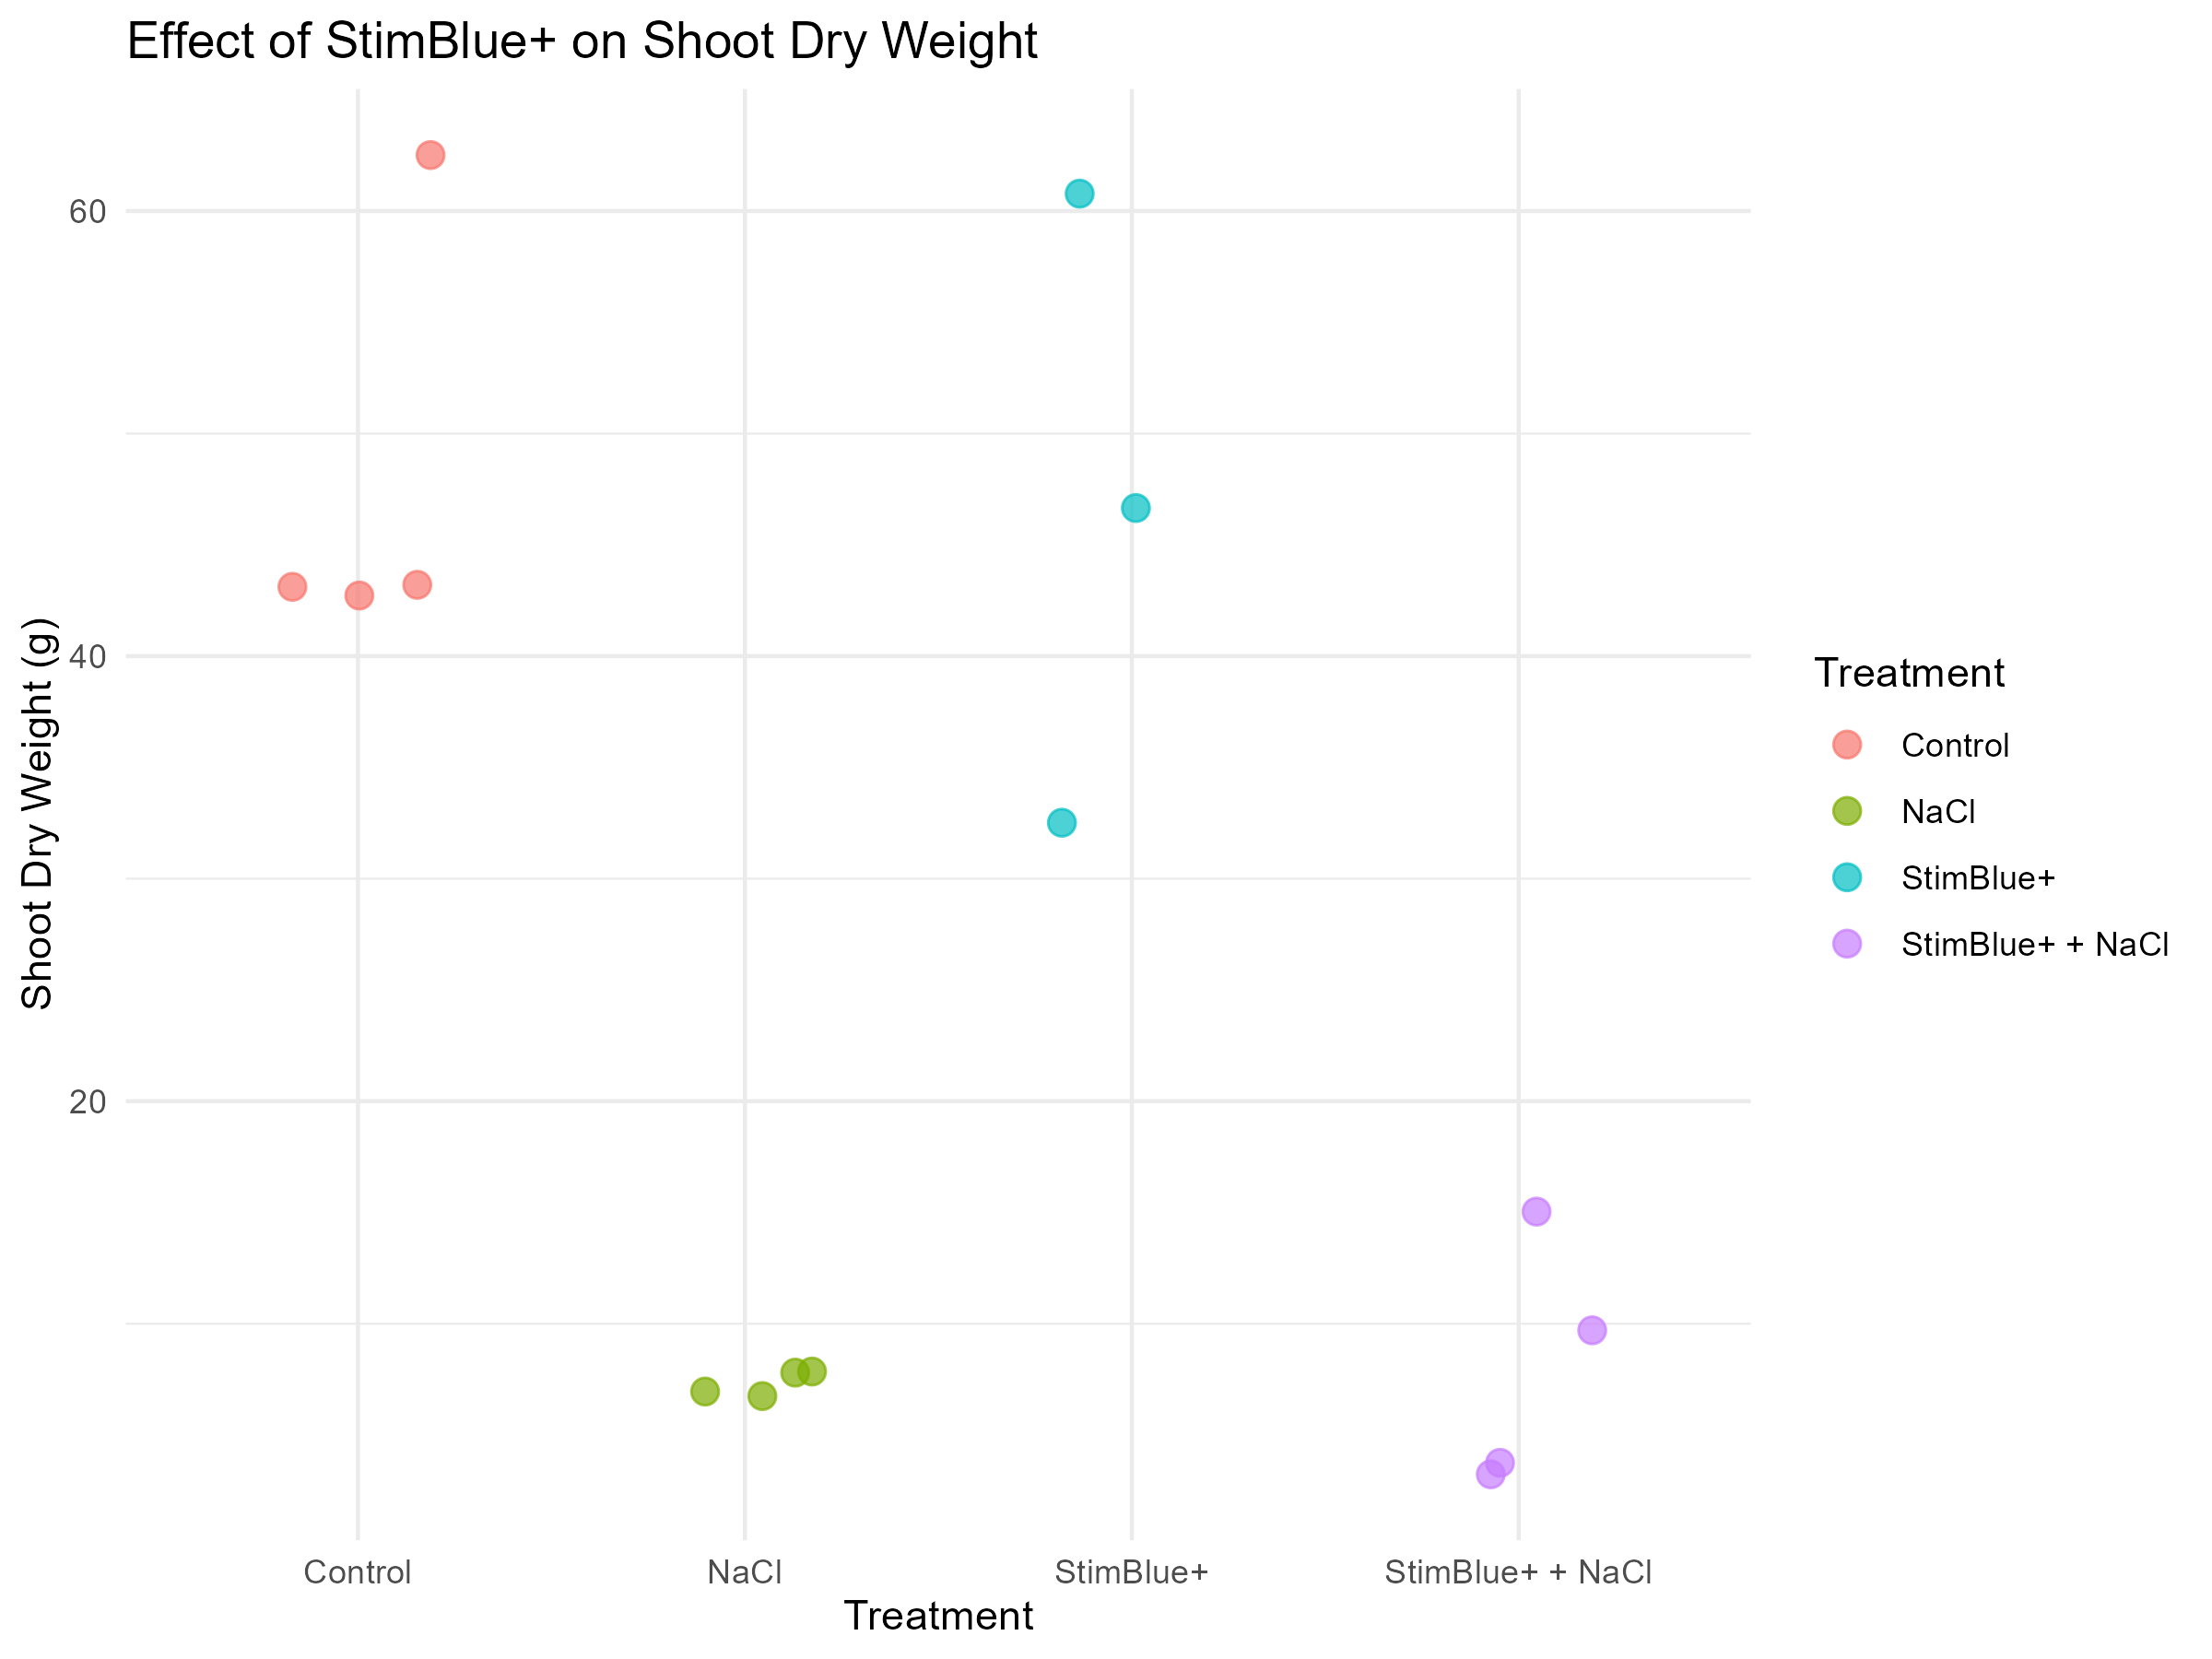 Effect of StimBlue+ on Shoot Dry Weight
Shoot Dry Weight (g)
60
40
20
Control
NaCl
StimBlue+
StimBlue+ + NaCl
Treatment
Treatment
Control
NaCl
StimBlue+
StimBlue+ + NaCl